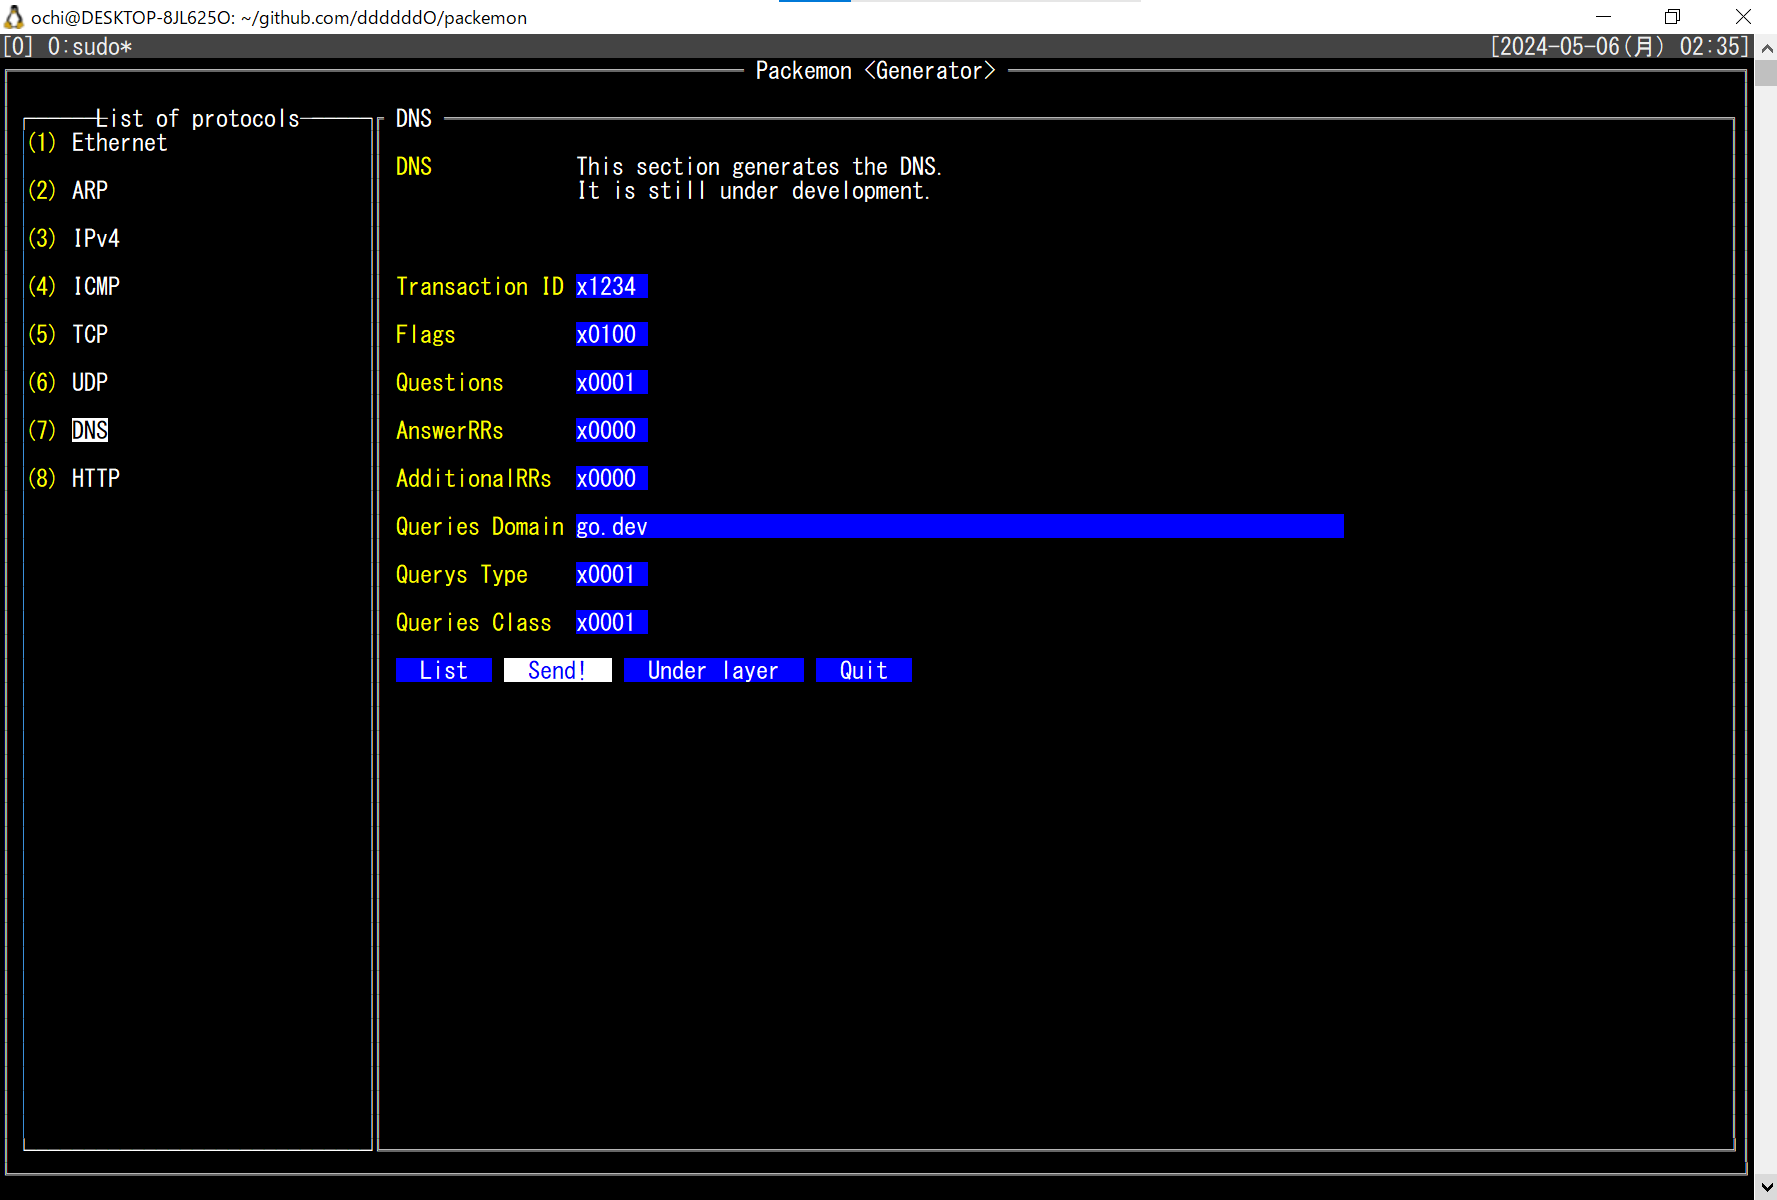 ochi@DESKTOP-8JL625O: ~/github.com/ddddddO/packemon
[0] 0:sudo* [2024-05-06(月) 02:35]
Packemon <Generator>
List of protocols
(1) Ethernet
(2) ARP
(3) IPv4
(4) ICMP
(5) TCP
(6) UDP
(7) DNS
(8) HTTP
DNS
DNS This section generates the DNS.
It is still under development.
Transaction ID x1234
Flags x0100
Questions x0001
AnswerRRs x0000
AdditionalRRs x0000
Queries Domain go.dev
Querys Type x0001
Queries Class x0001
List Send! Under layer Quit